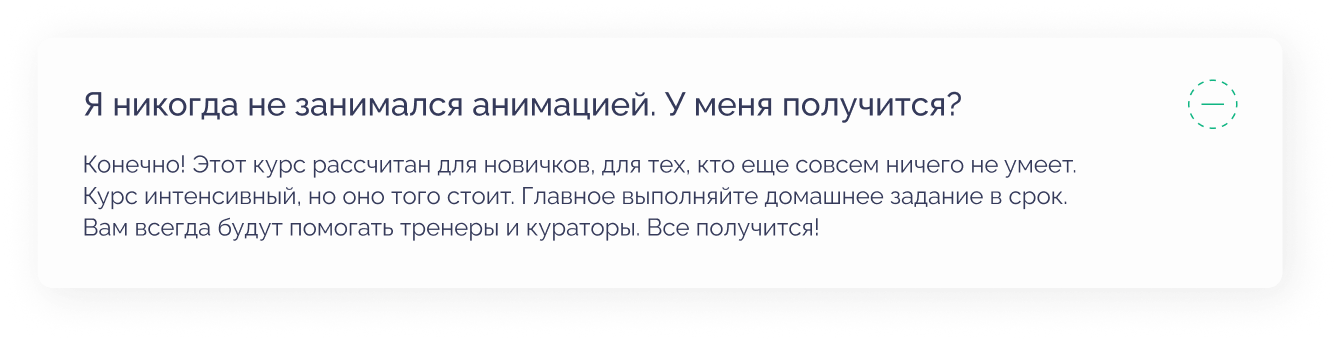 Я никогда не занимался анимацией. У меня получится?
Конечно! Этот курс рассчитан для новичков, для тех, кто еще совсем ничего не умеет.
Курс интенсивный, но оно того стоит. Главное выполняйте домашнее задание в срок.
Вам всегда будут помогать тренеры и кураторы. Все получится!